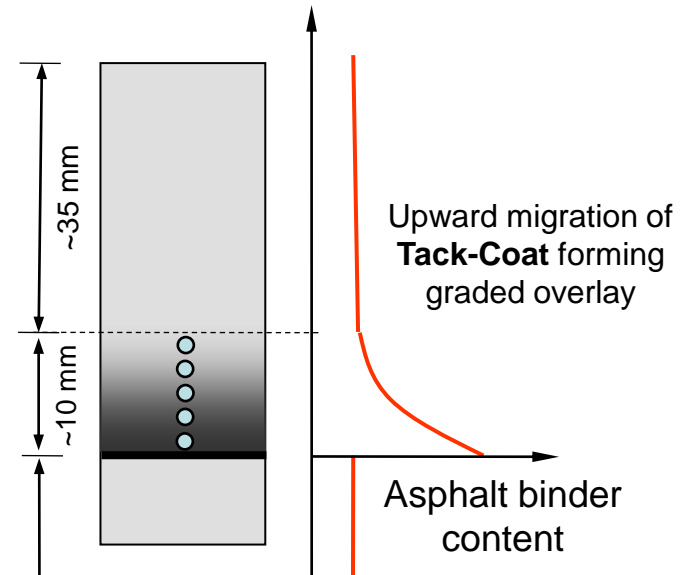 ~35 mm
~10 mm
Upward migration of
Tack-Coat forming
graded overlay
Asphalt binder
content